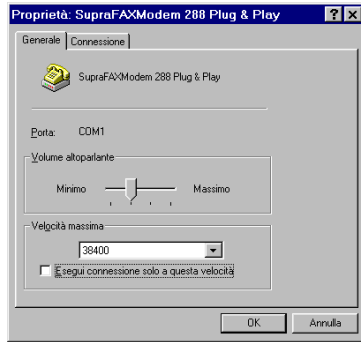 Proprietà: SupraFAXModem 288 Plug & Play
Generale Connessione
SupraFAXModem 288 Plug & Play
Porta: COM1
Volume altoparlante
Minimo Massimo
Velocità massima
38400
Esegui connessione solo a questa velocità
OK Annulla